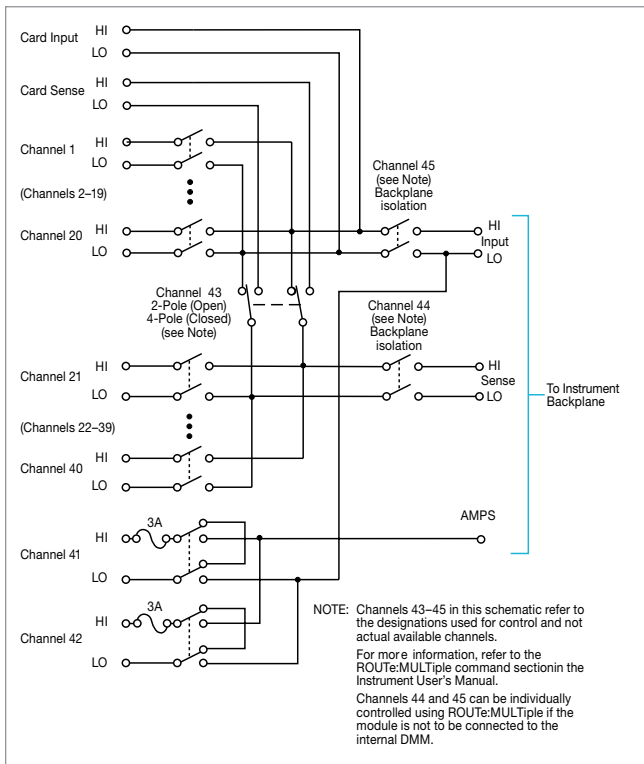 Card Input HI
LO
Card Sense HI
LO
Channel 1 HI
LO
(Channels 2–19)
Channel 20 HI
LO
Channel 45
(see Note)
Backplane
isolation
HI
Input
LO
Channel 43
2-Pole (Open)
4-Pole (Closed)
(see Note)
Channel 44
(see Note)
Backplane
isolation
Channel 21 HI
LO
HI
Sense
LO
To Instrument
Backplane
(Channels 22–39)
Channel 40 HI
LO
AMPS
3A
Channel 41 HI
LO
3A
Channel 42 HI
LO
NOTE: Channels 43–45 in this schematic refer to
the designations used for control and not
actual available channels.
For more information, refer to the
ROUTe:MULTiple command sectionin the
Instrument User's Manual.
Channels 44 and 45 can be individually
controlled using ROUTe:MULTiple if the
module is not to be connected to the
internal DMM.